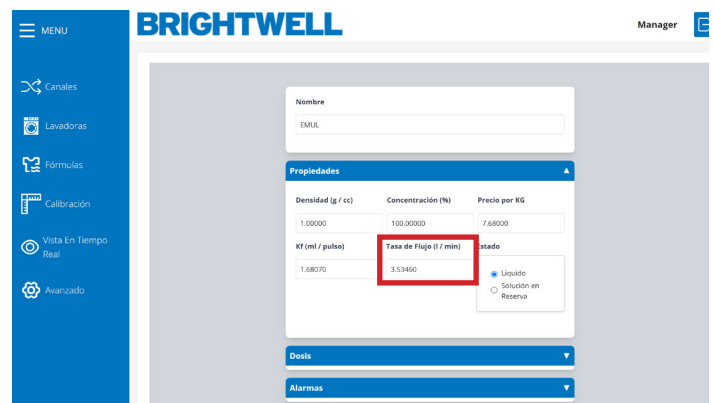 MENU
BRIGHTWELL
Manager
Canales
Lavadoras
Fórmulas
Calibración
Vista En Tiempo
Real
Avanzado
Nombre
EMUL
Propiedades
Densidad (g / cc)
Concentración (%)
Precio por KG
1.00000
100.00000
7.68000
Kf (ml / pulso)
Tasa de Flujo (l / min)
Estado
1.68070
3.53460
Líquido
Solución en
Reserva
Dosis
Alarmas